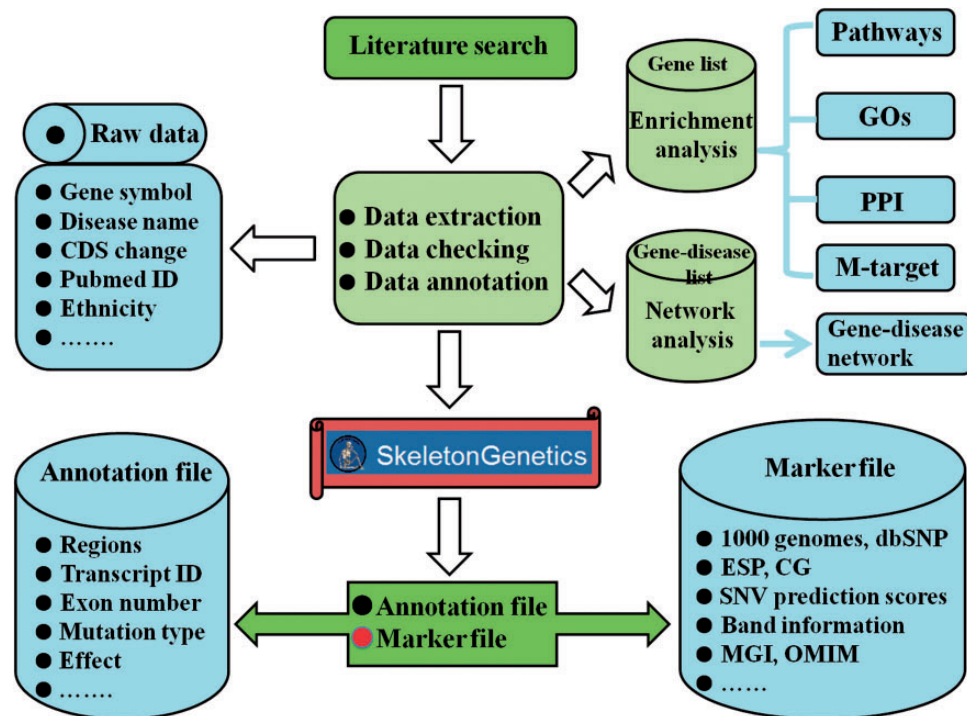 Literature search
Raw data
● Gene symbol
● Disease name
● CDS change
● Pubmed ID
● Ethnicity
● …….
● Data extraction
● Data checking
● Data annotation
Gene list
Enrichment
analysis
Pathways
GOs
PPI
M-target
Gene-disease
list
Network
analysis
Gene-disease
network
SkeletonGenetics
Annotation file
● Regions
● Transcript ID
● Exon number
● Mutation type
● Effect
● …….
● Annotation file
● Marker file
Marker file
● 1000 genomes, dbSNP
● ESP, CG
● SNV prediction scores
● Band information
● MGI, OMIM
● ……